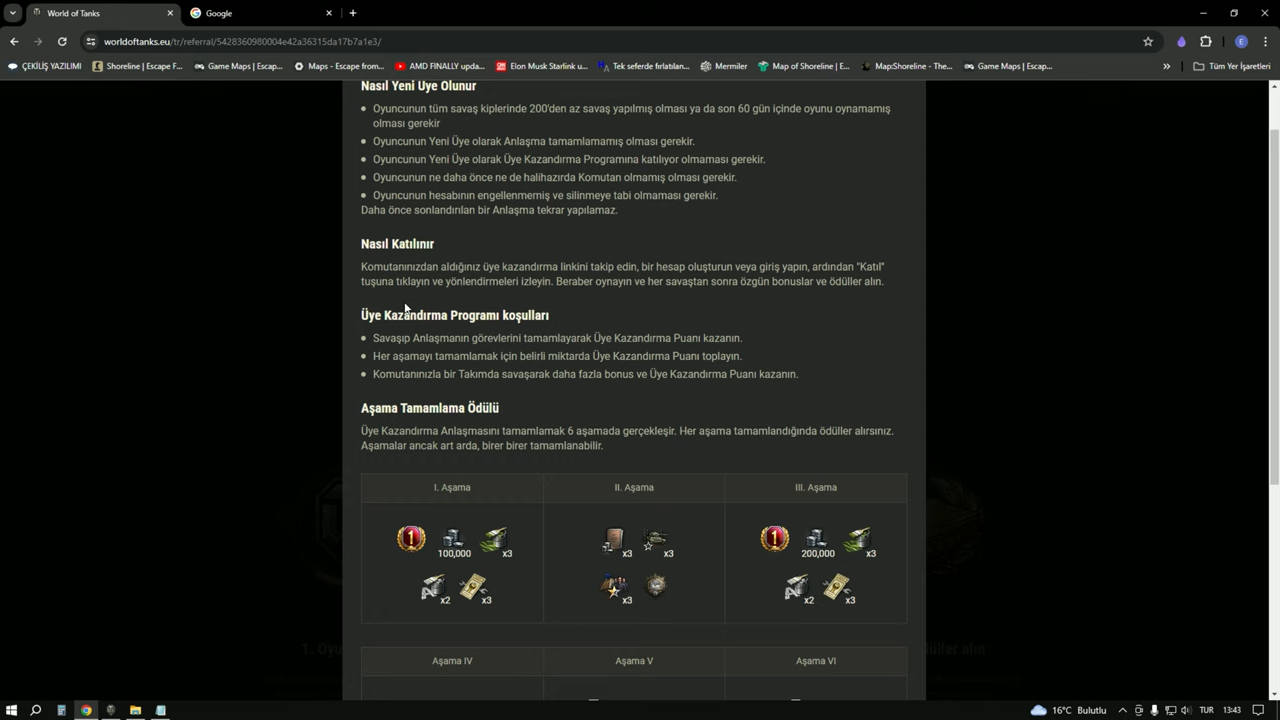 World of Tanks
Google
worldoftanks.eu/tr/referral/5428360980004e42a36315da17b7a1e3/
E
ÇEKİLİŞ YAZILIMI
Shoreline | Escape F...
Game Maps | Escap...
Maps - Escape from...
AMD FINALLY upda...
Elon Musk Starlink u...
Tek seferde fırlatılan...
Mermiler
Map of Shoreline | E...
Map:Shoreline - The...
Game Maps | Escap...
»
Tüm Yer İşaretleri
Nasıl Yeni Üye Olunur
Oyuncunun tüm savaş kiplerinde 200'den az savaş yapılmış olması ya da son 60 gün içinde oyunu oynamamış
olması gerekir
Oyuncunun Yeni Üye olarak Anlaşma tamamlamamış olması gerekir.
Oyuncunun Yeni Üye olarak Üye Kazandırma Programına katılıyor olmaması gerekir.
Oyuncunun ne daha önce ne de halihazırda Komutan olmamış olması gerekir.
Oyuncunun hesabının engellenmemiş ve silinmeye tabi olmaması gerekir.
Daha önce sonlandırılan bir Anlaşma tekrar yapılamaz.
Nasıl Katılınır
Komutanınızdan aldığınız üye kazandırma linkini takip edin, bir hesap oluşturun veya giriş yapın, ardından "Katıl"
tuşuna tıklayın ve yönlendirmeleri izleyin. Beraber oynayın ve her savaştan sonra özgün bonuslar ve ödüller alın.
Üye Kazandırma Programı koşulları
Savaşıp Anlaşmanın görevlerini tamamlayarak Üye Kazandırma Puanı kazanın.
Her aşamayı tamamlamak için belirli miktarda Üye Kazandırma Puanı toplayın.
Komutanınızla bir Takımda savaşarak daha fazla bonus ve Üye Kazandırma Puanı kazanın.
Aşama Tamamlama Ödülü
Üye Kazandırma Anlaşmasını tamamlamak 6 aşamada gerçekleşir. Her aşama tamamlandığında ödüller alırsınız.
Aşamalar ancak art arda, birer birer tamamlanabilir.
I. Aşama
II. Aşama
III. Aşama
1
100,000
x3
x3
x3
1
200,000
x3
x2
x3
x3
x2
x3
1. Oyu
düller alın
Aşama IV
Aşama V
Aşama VI
16°C Bulutlu
TUR
13:43